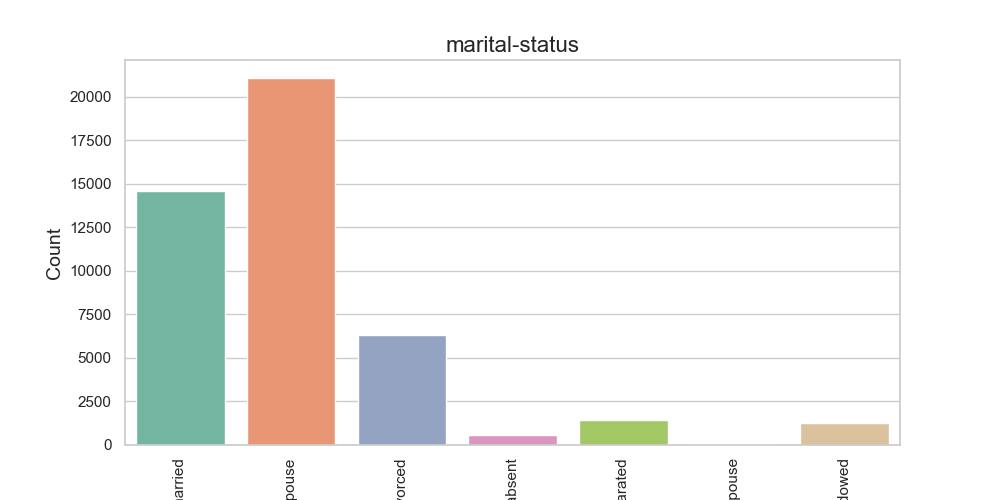 marital-status
Count
20000
17500
15000
12500
10000
7500
5000
2500
0
arried
pouse
vorced
absent
arated
pouse
dowed